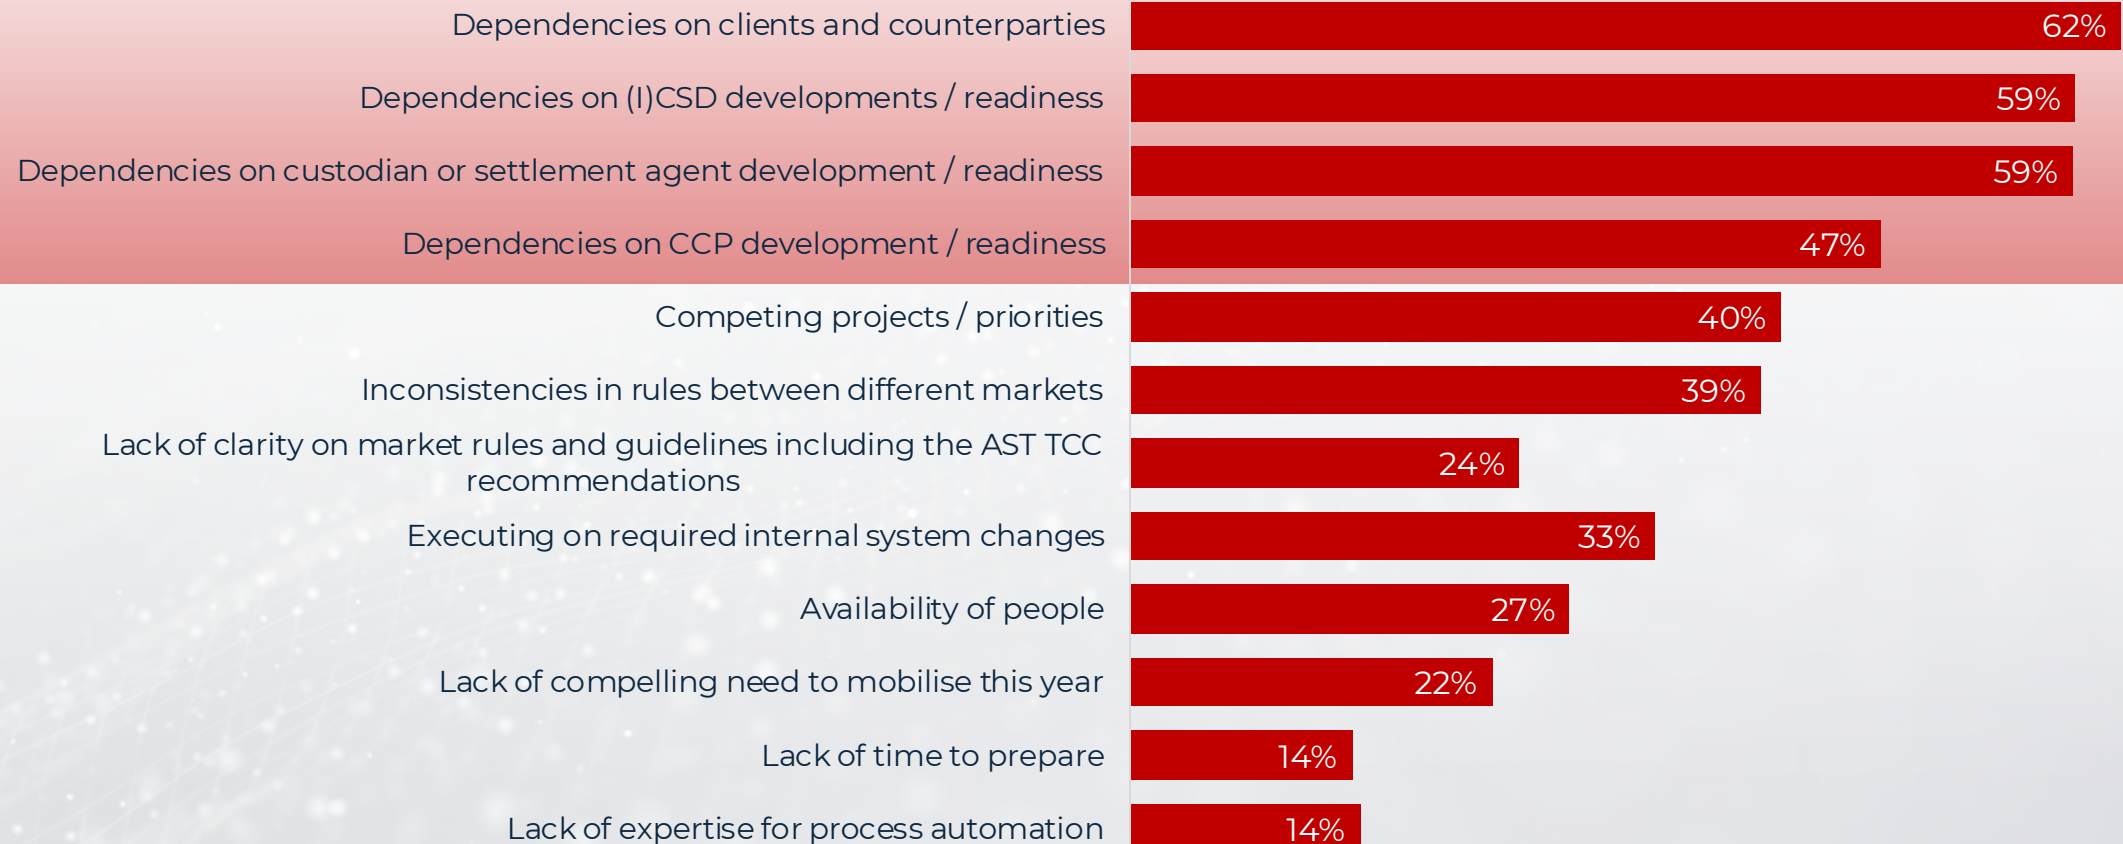 Dependencies on clients and counterparties 62%
Dependencies on (I)CSD developments / readiness 59%
Dependencies on custodian or settlement agent development / readiness 59%
Dependencies on CCP development / readiness 47%
Competing projects / priorities 40%
Inconsistencies in rules between different markets 39%
Lack of clarity on market rules and guidelines including the AST TCC
recommendations 24%
Executing on required internal system changes 33%
Availability of people 27%
Lack of compelling need to mobilise this year 22%
Lack of time to prepare 14%
Lack of expertise for process automation 14%